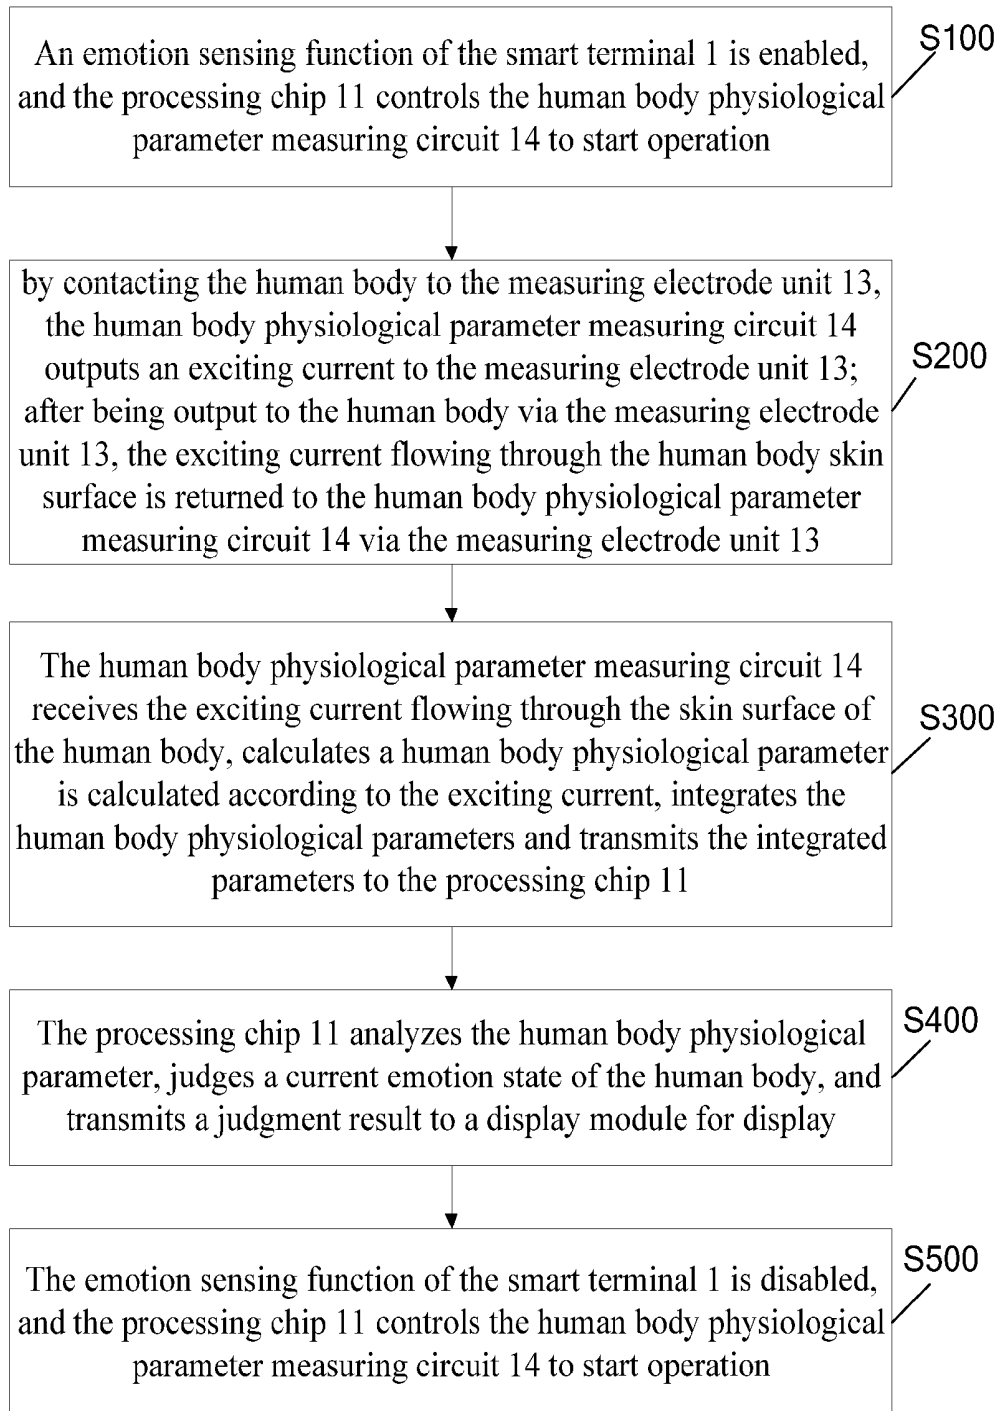 An emotion sensing function of the smart terminal 1 is enabled,
and the processing chip 11 controls the human body physiological
parameter measuring circuit 14 to start operation
S100
by contacting the human body to the measuring electrode unit 13,
the human body physiological parameter measuring circuit 14
outputs an exciting current to the measuring electrode unit 13;
after being output to the human body via the measuring electrode
unit 13, the exciting current flowing through the human body skin
surface is returned to the human body physiological parameter
measuring circuit 14 via the measuring electrode unit 13
S200
The human body physiological parameter measuring circuit 14
receives the exciting current flowing through the skin surface of
the human body, calculates a human body physiological parameter
is calculated according to the exciting current, integrates the
human body physiological parameters and transmits the integrated
parameters to the processing chip 11
S300
The processing chip 11 analyzes the human body physiological
parameter, judges a current emotion state of the human body, and
transmits a judgment result to a display module for display
S400
The emotion sensing function of the smart terminal 1 is disabled,
and the processing chip 11 controls the human body physiological
parameter measuring circuit 14 to start operation
S500